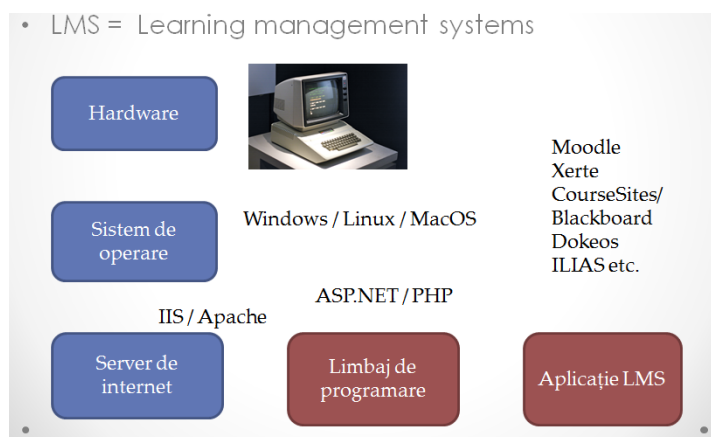 • LMS = Learning management systems
Hardware
Moodle
Xerte
CourseSites/
Blackboard
Dokeos
ILIAS etc.
Sistem de
operare
Windows / Linux / MacOS
ASP.NET / PHP
IIS / Apache
Server de
internet
Limbaj de
programare
Aplicație LMS